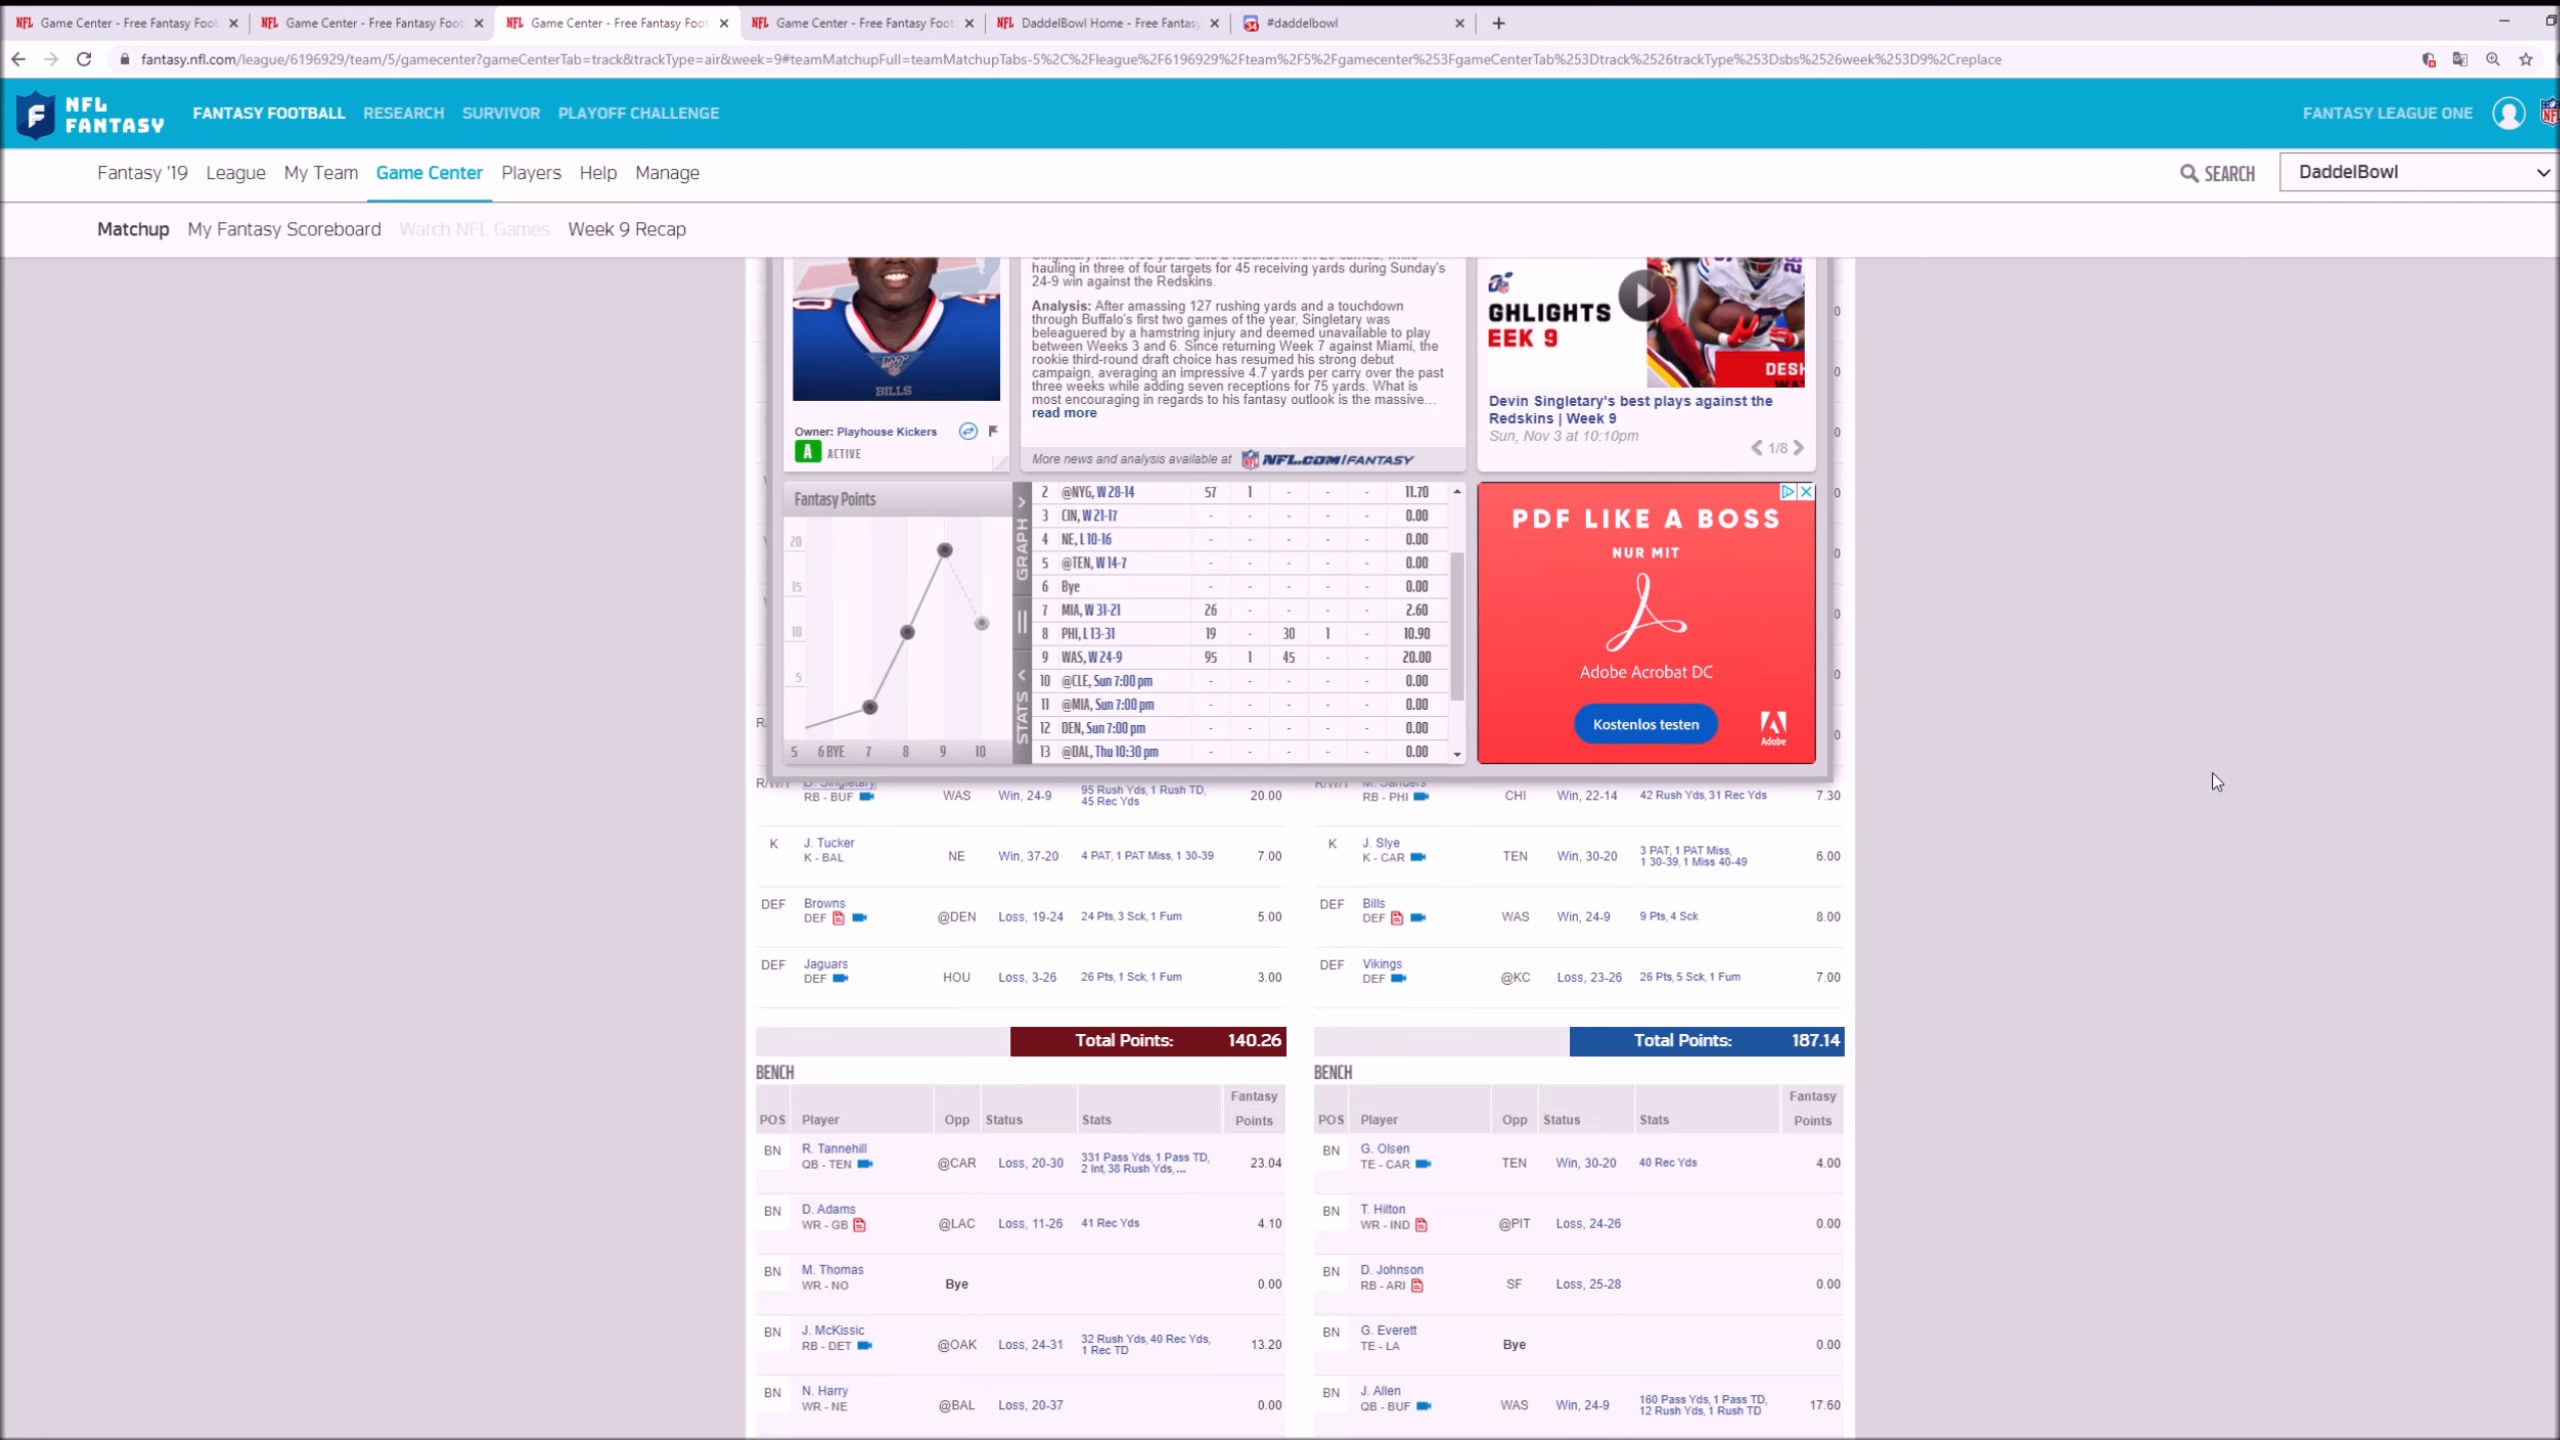 Game Center - Free Fantasy Foot
Game Center - Free Fantasy Foot
Game Center - Free Fantasy Foot
Game Center - Free Fantasy Foot
DaddelBowl Home - Free Fantasy
#daddelbowl
fantasy.nfl.com/league/6196929/team/5/gamecenter?gameCenterTab=track&trackType=air&week=9#teamMatchupFull=teamMatchupTabs-5%2C%2Fleague%2F6196929%2Fteam%2F5%2Fgamecenter%253FgameCenterTab%253Dtrack%2526trackType%253Dsbs%2526week%253D9%2Creplace
NFL FANTASY
FANTASY FOOTBALL RESEARCH SURVIVOR PLAYOFF CHALLENGE
FANTASY LEAGUE ONE
Fantasy '19 League My Team Game Center Players Help Manage
SEARCH
DaddelBowl
Matchup My Fantasy Scoreboard Watch NFL Games Week 9 Recap
hauling in three of four targets for 45 receiving yards during Sunday's
24-9 win against the Redskins.
Analysis: After amassing 127 rushing yards and a touchdown
through Buffalo's first two games of the year, Singletary was
beleaguered by a hamstring injury and deemed unavailable to play
between Weeks 3 and 6. Since returning Week 7 against Miami, the
rookie third-round draft choice has resumed his strong debut
campaign, averaging an impressive 4.7 yards per carry over the past
three weeks while adding seven receptions for 75 yards. What is
most encouraging in regards to his fantasy outlook is the massive...
read more
More news and analysis available at NFL.COM/FANTASY
BILLS
Owner: Playhouse Kickers
A ACTIVE
GHLIGHTS
EEK 9
DESH
Devin Singletary's best plays against the
Redskins | Week 9
Sun, Nov 3 at 10:10pm
1/8
Fantasy Points
20
15
10
5
5 6 BYE 7 8 9 10
GRAPH
STATS
2 @NYG, W 28-14 57 1 - - - 11.70
3 CIN, W 21-17 - - - - - 0.00
4 NE, L 10-16 - - - - - 0.00
5 @TEN, W 14-7 - - - - - 0.00
6 Bye - - - - - 0.00
7 MIA, W 31-21 26 - - - - 2.60
8 PHI, L 13-31 19 - 30 1 - 10.90
9 WAS, W 24-9 95 1 45 - - 20.00
10 @CLE, Sun 7:00 pm - - - - - 0.00
11 @MIA, Sun 7:00 pm - - - - - 0.00
12 DEN, Sun 7:00 pm - - - - - 0.00
13 @DAL, Thu 10:30 pm - - - - - 0.00
PDF LIKE A BOSS
NUR MIT
Adobe Acrobat DC
Kostenlos testen
Adobe
R/W/T D. Singletary
RB - BUF WAS Win, 24-9 95 Rush Yds, 1 Rush TD, 45 Rec Yds 20.00
R/W/T M. Sanders
RB - PHI CHI Win, 22-14 42 Rush Yds, 31 Rec Yds 7.30
K J. Tucker
K - BAL NE Win, 37-20 4 PAT, 1 PAT Miss, 1 30-39 7.00
K J. Slye
K - CAR TEN Win, 30-20 3 PAT, 1 PAT Miss, 1 30-39, 1 Miss 40-49 6.00
DEF Browns
DEF @DEN Loss, 19-24 24 Pts, 3 Sck, 1 Fum 5.00
DEF Bills
DEF WAS Win, 24-9 9 Pts, 4 Sck 8.00
DEF Jaguars
DEF HOU Loss, 3-26 26 Pts, 1 Sck, 1 Fum 3.00
DEF Vikings
DEF @KC Loss, 23-26 26 Pts, 5 Sck, 1 Fum 7.00
Total Points: 140.26
Total Points: 187.14
BENCH
POS Player Opp Status Stats Fantasy Points
BN R. Tannehill
QB - TEN @CAR Loss, 20-30 331 Pass Yds, 1 Pass TD, 2 Int, 38 Rush Yds, ... 23.04
BN D. Adams
WR - GB @LAC Loss, 11-26 41 Rec Yds 4.10
BN M. Thomas
WR - NO Bye 0.00
BN J. McKissic
RB - DET @OAK Loss, 24-31 32 Rush Yds, 40 Rec Yds, 1 Rec TD 13.20
BN N. Harry
WR - NE @BAL Loss, 20-37 0.00
BENCH
POS Player Opp Status Stats Fantasy Points
BN G. Olsen
TE - CAR TEN Win, 30-20 40 Rec Yds 4.00
BN T. Hilton
WR - IND @PIT Loss, 24-26 0.00
BN D. Johnson
RB - ARI SF Loss, 25-28 0.00
BN G. Everett
TE - LA Bye 0.00
BN J. Allen
QB - BUF WAS Win, 24-9 160 Pass Yds, 1 Pass TD, 12 Rush Yds, 1 Rush TD 17.60